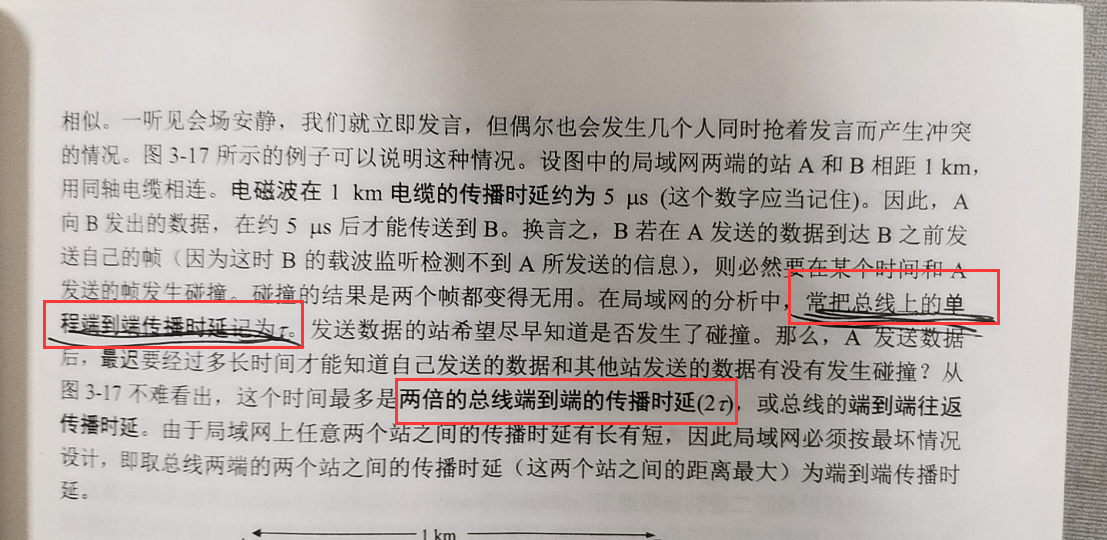 相似。一听见会场安静，我们就立即发言，但偶尔也会发生几个人同时抢着发言而产生冲突
的情况。图 3-17 所示的例子可以说明这种情况。设图中的局域网两端的站 A 和 B 相距 1 km，
用同轴电缆相连。电磁波在 1 km 电缆的传播时延约为 5 μs (这个数字应当记住)。因此，A
向 B 发出的数据，在约 5 μs 后才能传送到 B。换言之，B 若在 A 发送的数据到达 B 之前发
送自己的帧（因为这时 B 的载波监听检测不到 A 所发送的信息），则必然要在某个时间和 A
发送的帧发生碰撞。碰撞的结果是两个帧都变得无用。在局域网的分析中，常把总线上的单
程端到端传播时延记为τ。发送数据的站希望尽早知道是否发生了碰撞。那么，A 发送数据
后，最迟要经过多长时间才能知道自己发送的数据和其他站发送的数据有没有发生碰撞？从
图 3-17 不难看出，这个时间最多是两倍的总线端到端的传播时延(2τ)，或总线的端到端往返
传播时延。由于局域网上任意两个站之间的传播时延有长有短，因此局域网必须按最坏情况
设计，即取总线两端的两个站之间的传播时延（这两个站之间的距离最大）为端到端传播时
延。
1 km